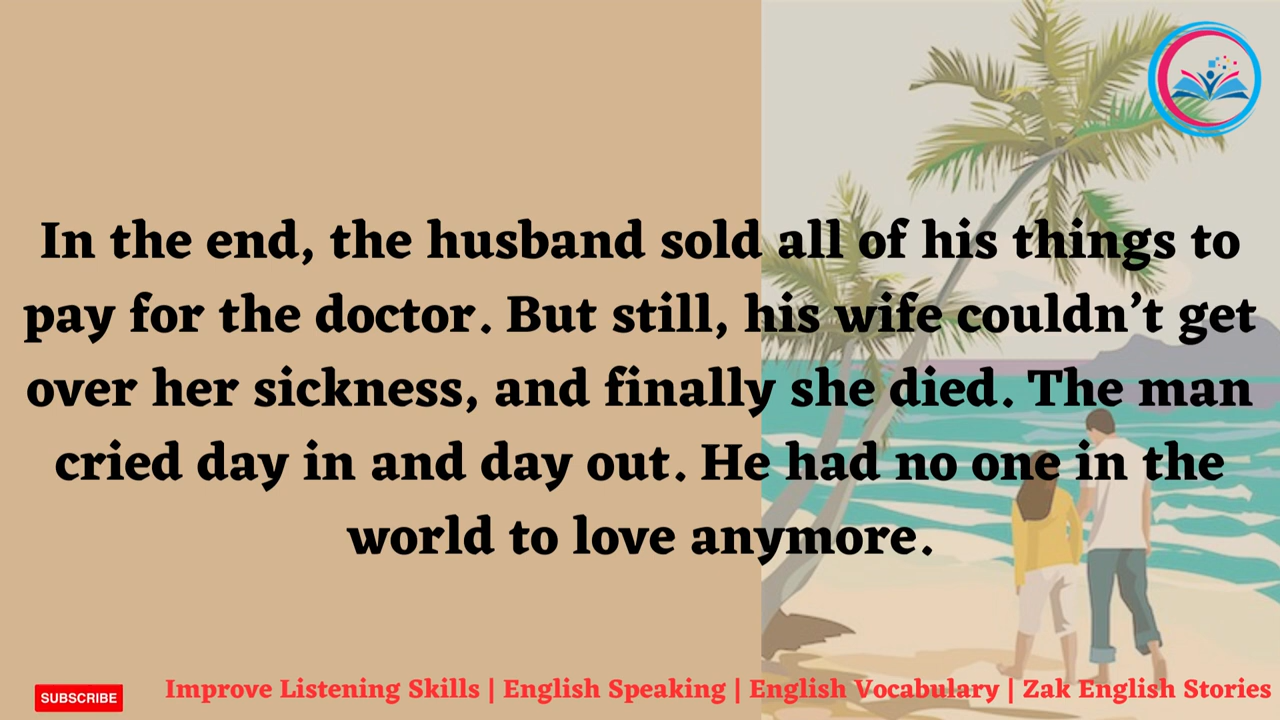 In the end, the husband sold all of his things to
pay for the doctor. But still, his wife couldn’t get
over her sickness, and finally she died. The man
cried day in and day out. He had no one in the
world to love anymore.
SUBSCRIBE
Improve Listening Skills | English Speaking | English Vocabulary | Zak English Stories